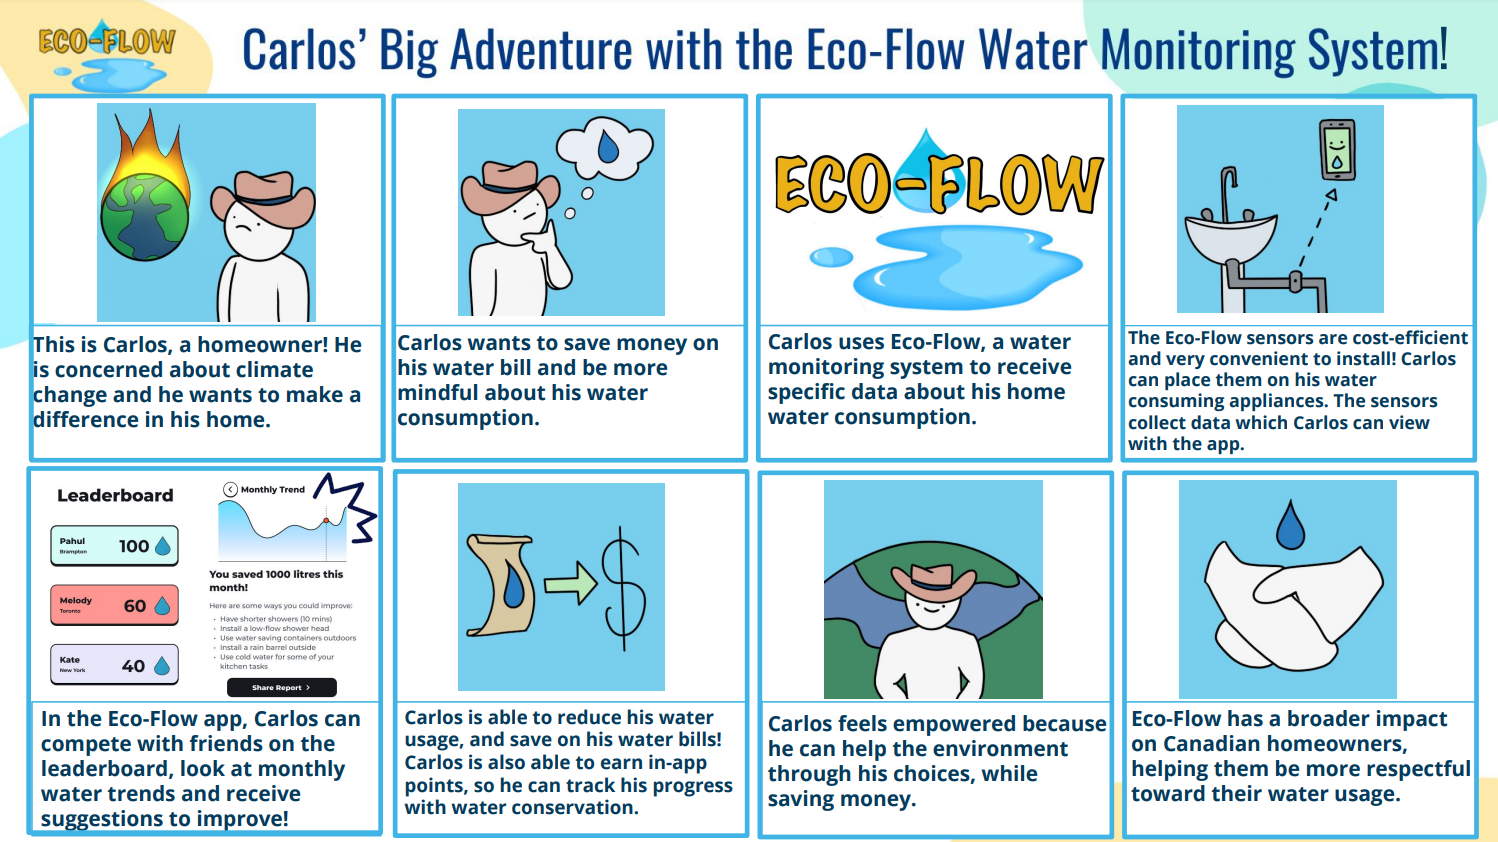 ECO-FLOW
Carlos' Big Adventure with the Eco-Flow Water Monitoring System!
This is Carlos, a homeowner! He
is concerned about climate
change and he wants to make a
difference in his home.
Carlos wants to save money on
his water bill and be more
mindful about his water
consumption.
ECO-FLOW
Carlos uses Eco-Flow, a water
monitoring system to receive
specific data about his home
water consumption.
The Eco-Flow sensors are cost-efficient
and very convenient to install! Carlos
can place them on his water
consuming appliances. The sensors
collect data which Carlos can view
with the app.
Leaderboard
Pahul
Brampton
100
Melody
Toronto
60
Kate
New York
40
Monthly Trend
You saved 1000 litres this
month!
Here are some ways you could improve:
• Have shorter showers (10 mins)
• Install a low-flow shower head
• Use water saving containers outdoors
• Install a rain barrel outside
• Use cold water for some of your
kitchen tasks
Share Report >
In the Eco-Flow app, Carlos can
compete with friends on the
leaderboard, look at monthly
water trends and receive
suggestions to improve!
$
Carlos is able to reduce his water
usage, and save on his water bills!
Carlos is also able to earn in-app
points, so he can track his progress
with water conservation.
Carlos feels empowered because
he can help the environment
through his choices, while
saving money.
Eco-Flow has a broader impact
on Canadian homeowners,
helping them be more respectful
toward their water usage.